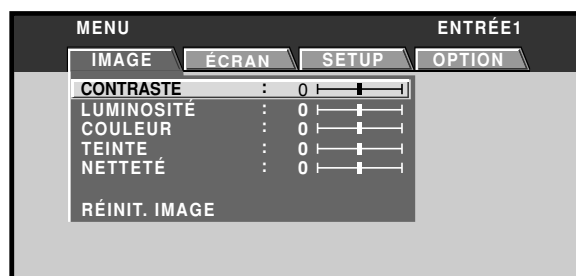 MENU ENTRÉE1
IMAGE ÉCRAN SETUP OPTION
CONTRASTE : 0
LUMINOSITÉ : 0
COULEUR : 0
TEINTE : 0
NETTETÉ : 0
RÉINIT. IMAGE